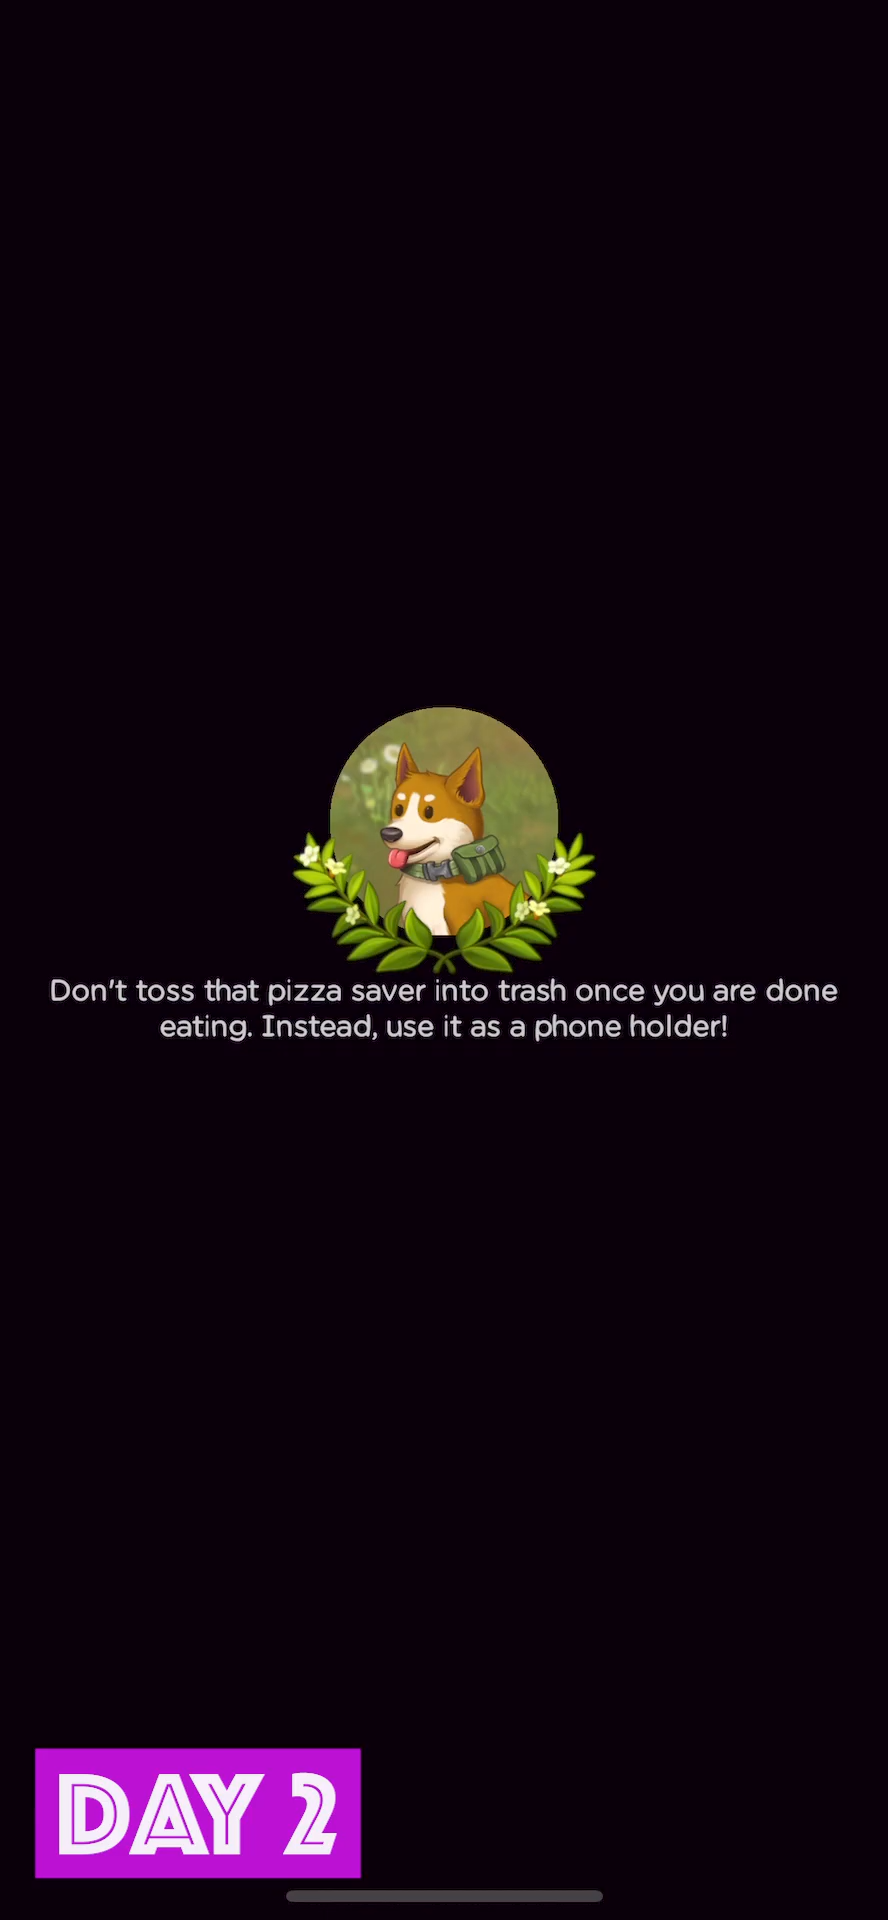 Don't toss that pizza saver into trash once you are done
eating. Instead, use it as a phone holder!
DAY 2